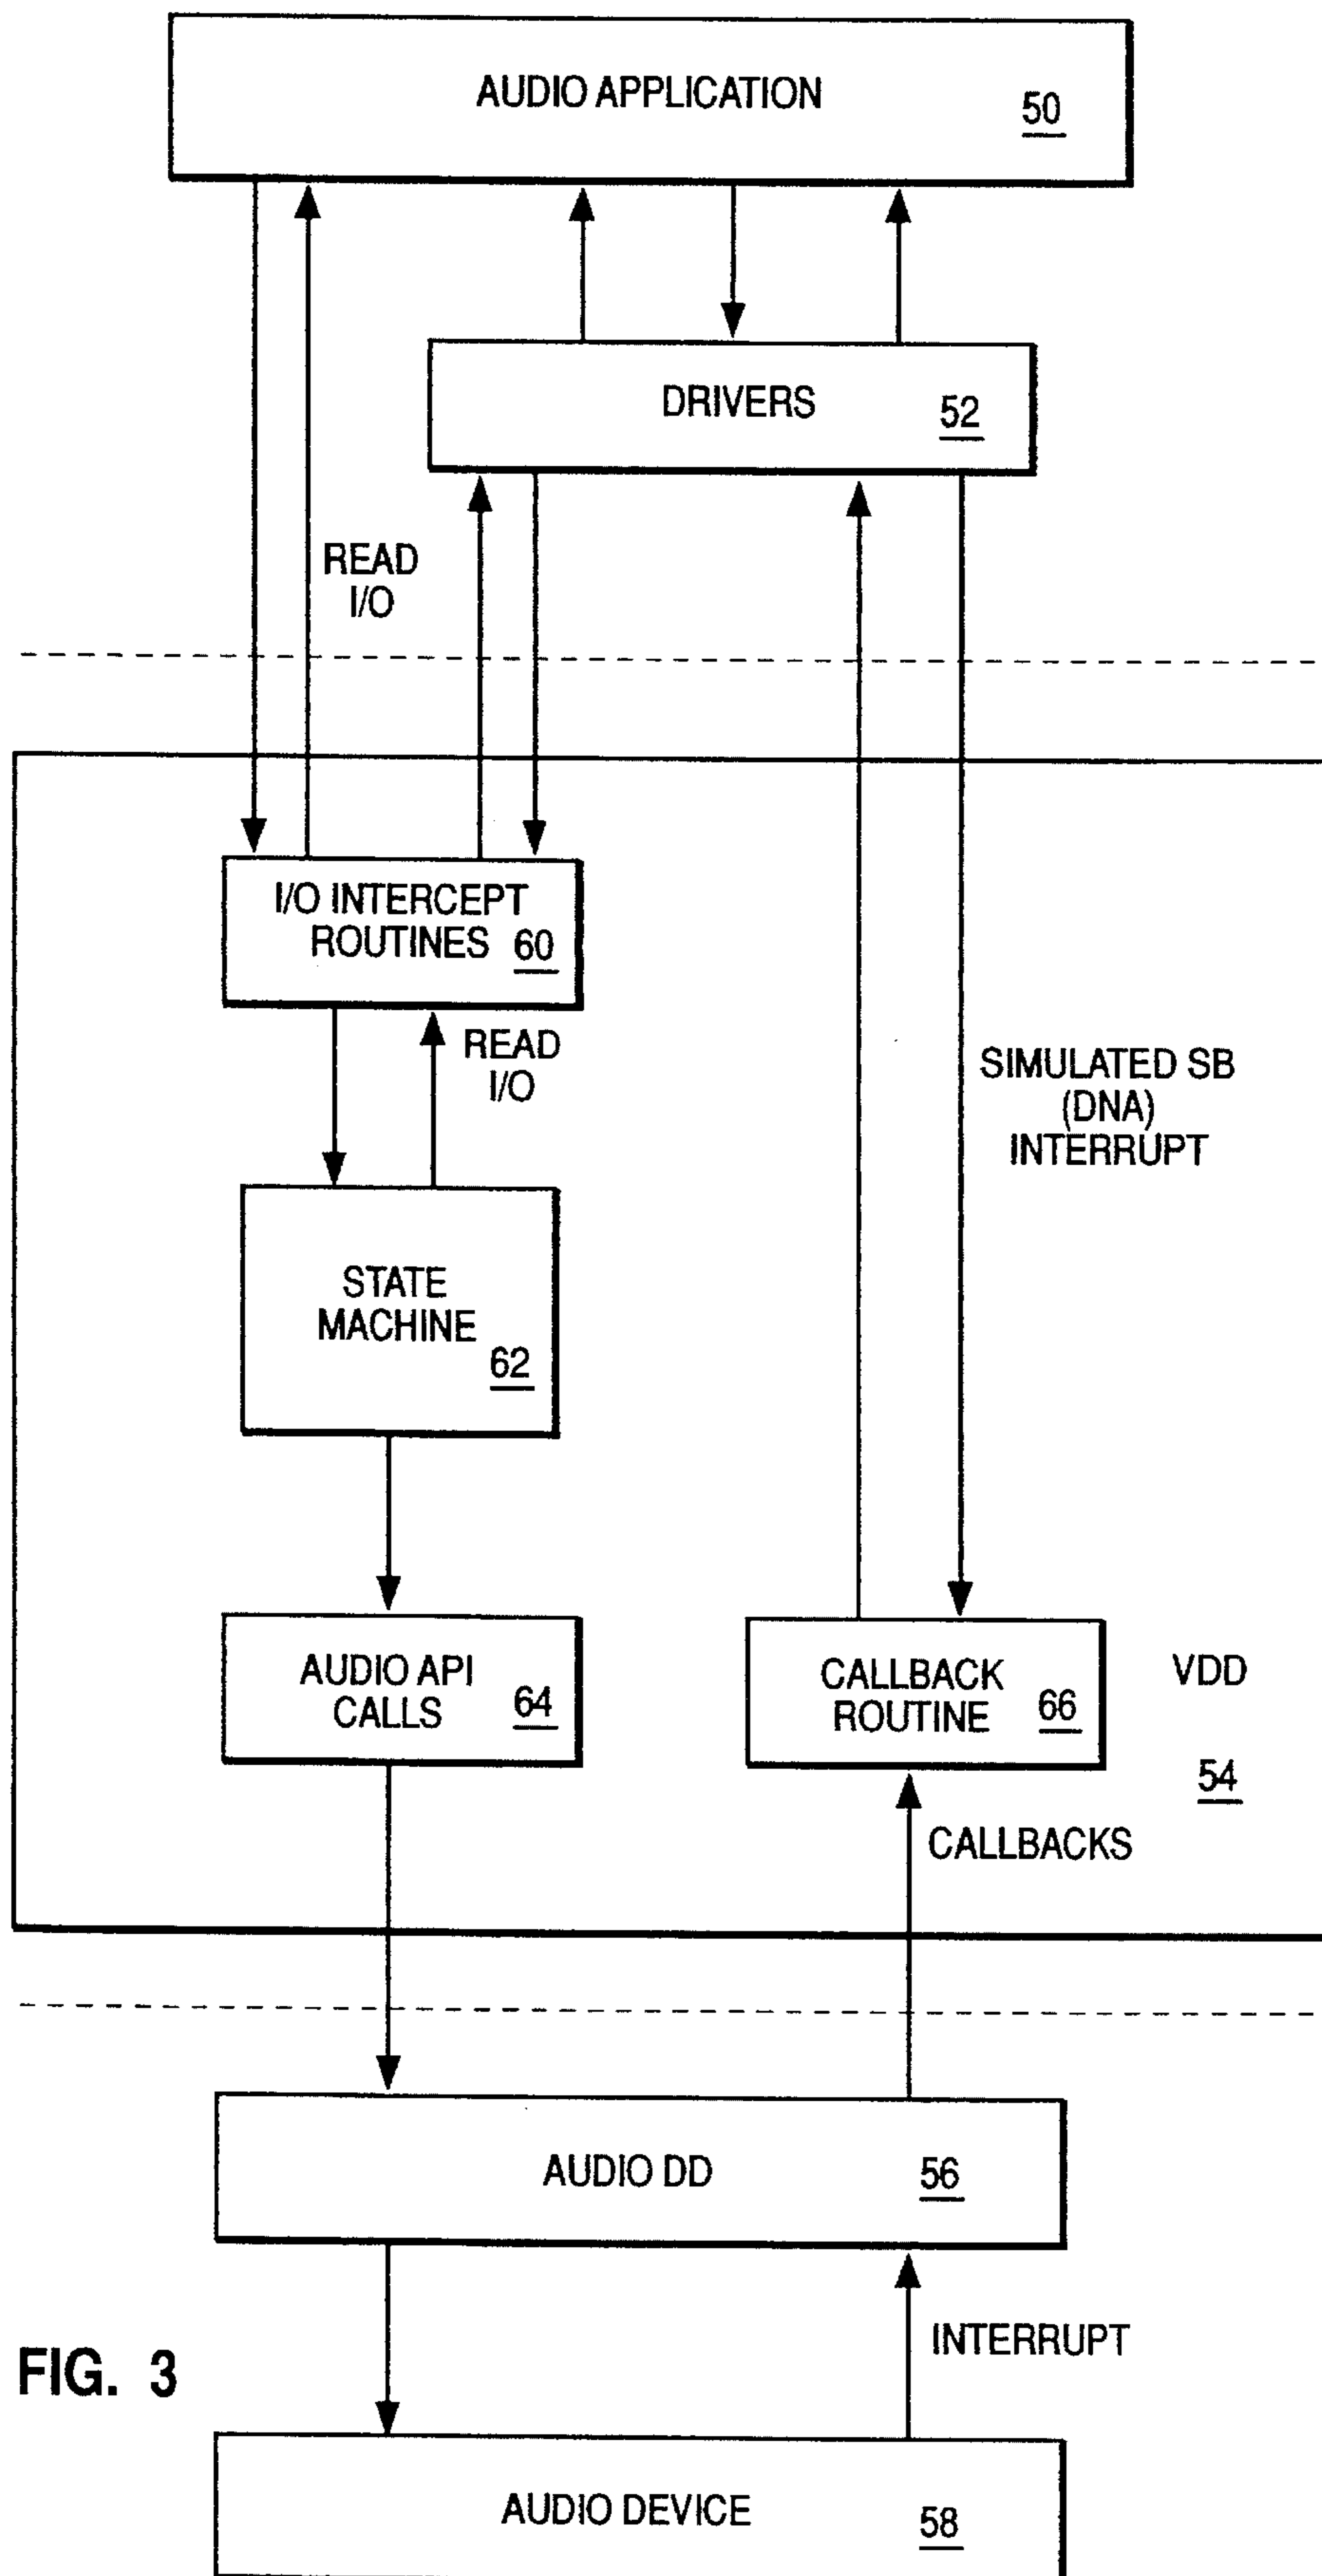 AUDIO APPLICATION
50
DRIVERS
52
READ
I/O
I/O INTERCEPT
ROUTINES 60
READ
I/O
SIMULATED SB
(DNA)
INTERRUPT
STATE
MACHINE
62
AUDIO API
CALLS
64
CALLBACK
ROUTINE
66
VDD
54
CALLBACKS
AUDIO DD
56
INTERRUPT
FIG. 3
AUDIO DEVICE
58